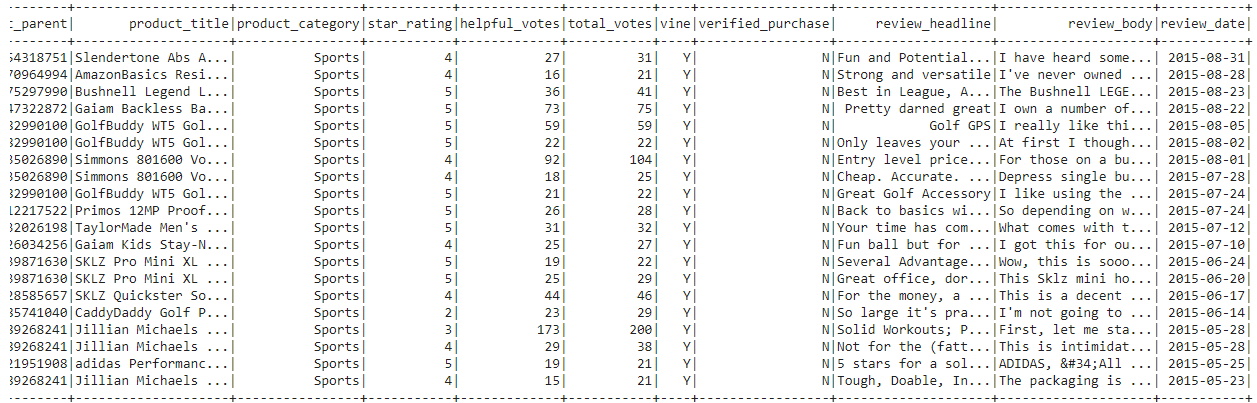 t_parent| product_title|product_category|star_rating|helpful_votes|total_votes|vine|verified_purchase| review_headline| review_body|review_date|
54318751|Slendertone Abs A...| Sports| 4| 27| 31| Y| N|Fun and Potential...|I have heard some...| 2015-08-31|
70964994|AmazonBasics Resi...| Sports| 4| 16| 21| Y| N|Strong and versatile|I've never owned ...| 2015-08-28|
75297990|Bushnell Legend L...| Sports| 5| 36| 41| Y| N|Best in League, A...|The Bushnell LEGE...| 2015-08-23|
47322872|Gaiam Backless Ba...| Sports| 5| 73| 75| Y| N| Pretty darned great|I own a number of...| 2015-08-22|
32990100|GolfBuddy WT5 Gol...| Sports| 5| 59| 59| Y| N| Golf GPS|I really like thi...| 2015-08-05|
32990100|GolfBuddy WT5 Gol...| Sports| 5| 22| 22| Y| N|Only leaves your ...|At first I though...| 2015-08-02|
35026890|Simmons 801600 Vo...| Sports| 4| 92| 104| Y| N|Entry level price...|For those on a bu...| 2015-08-01|
35026890|Simmons 801600 Vo...| Sports| 4| 18| 25| Y| N|Cheap. Accurate. ...|Depress single bu...| 2015-07-28|
32990100|GolfBuddy WT5 Gol...| Sports| 5| 21| 22| Y| N|Great Golf Accessory|I like using the ...| 2015-07-24|
12217522|Primos 12MP Proof...| Sports| 5| 26| 28| Y| N|Back to basics wi...|So depending on w...| 2015-07-24|
32026198|TaylorMade Men's ...| Sports| 5| 31| 32| Y| N|Your time has com...|What comes with t...| 2015-07-12|
26034256|Gaiam Kids Stay-N...| Sports| 4| 25| 27| Y| N|Fun ball but for ...|I got this for ou...| 2015-07-10|
39871630|SKLZ Pro Mini XL ...| Sports| 5| 19| 22| Y| N|Several Advantage...|Wow, this is sooo...| 2015-06-24|
39871630|SKLZ Pro Mini XL ...| Sports| 5| 25| 29| Y| N|Great office, dor...|This Sklz mini ho...| 2015-06-20|
28585657|SKLZ Quickster So...| Sports| 4| 44| 46| Y| N|For the money, a ...|This is a decent ...| 2015-06-17|
35741040|CaddyDaddy Golf P...| Sports| 2| 23| 29| Y| N|So large it's pra...|I'm not going to ...| 2015-06-14|
39268241|Jillian Michaels ...| Sports| 3| 173| 200| Y| N|Solid Workouts; P...|First, let me sta...| 2015-05-28|
39268241|Jillian Michaels ...| Sports| 4| 29| 38| Y| N|Not for the (fatt...|This is intimidat...| 2015-05-28|
21951908|adidas Performanc...| Sports| 5| 19| 21| Y| N|5 stars for a sol...|ADIDAS, &#34;All ...| 2015-05-25|
39268241|Jillian Michaels ...| Sports| 4| 15| 21| Y| N|Tough, Doable, In...|The packaging is ...| 2015-05-23|